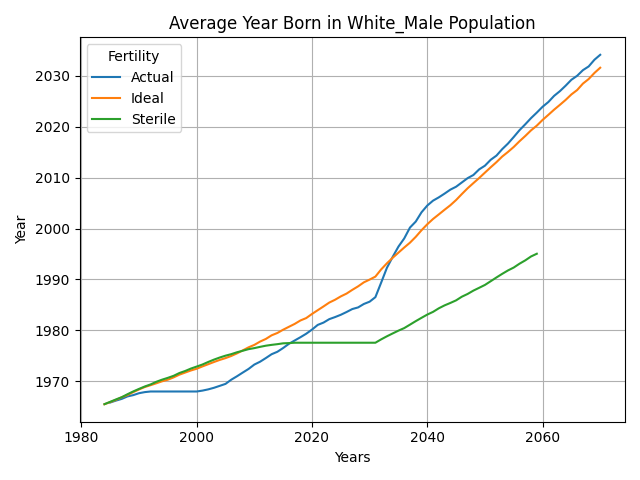 Average Year Born in White_Male Population
Fertility
Actual
Ideal
Sterile
2030
2020
2010
2000
1990
1980
1970
Year
1980
2000
2020
2040
2060
Years